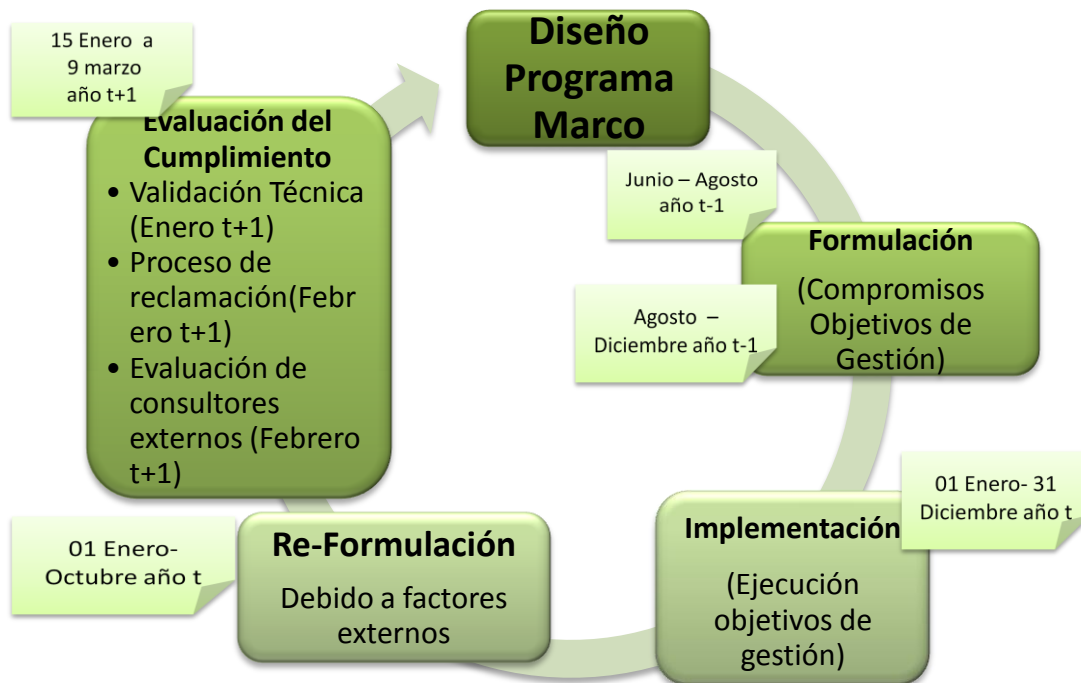 Diseño
Programa
Marco
Junio – Agosto
año t-1
Formulación
(Compromisos
Objetivos de
Gestión)
Agosto –
Diciembre año t-1
Implementación
(Ejecución
objetivos de
gestión)
01 Enero- 31
Diciembre año t
Re-Formulación
Debido a factores
externos
01 Enero-
Octubre año t
15 Enero a
9 marzo
año t+1
Evaluación del
Cumplimiento
• Validación Técnica
(Enero t+1)
• Proceso de
reclamación(Febr
ero t+1)
• Evaluación de
consultores
externos (Febrero
t+1)